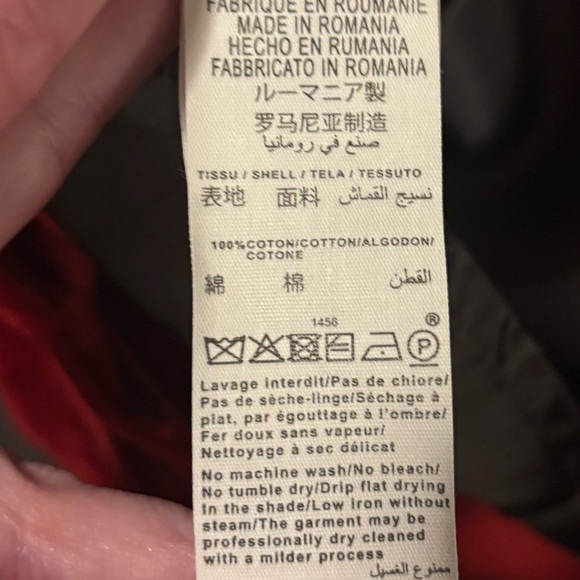 FABRIQUÉ EN ROUMANIE
MADE IN ROMANIA
HECHO EN RUMANIA
FABBRICATO IN ROMANIA
ルーマニア製
罗马尼亚制造
صنع في رومانيا
TISSU / SHELL / TELA / TESSUTO
表地 面料 نسيج القماش
100%COTON/COTTON/ALGODON/
COTONE
綿 棉 القطن
1456
®
P
Lavage interdit/Pas de chlore/
Pas de sèche-linge/Séchage à
plat, par égouttage à l'ombre/
Fer doux sans vapeur/
Nettoyage à sec délicat
No machine wash/No bleach/
No tumble dry/Drip flat drying
in the shade/Low iron without
steam/The garment may be
professionally dry cleaned
with a milder process
ممنوع الغسيل